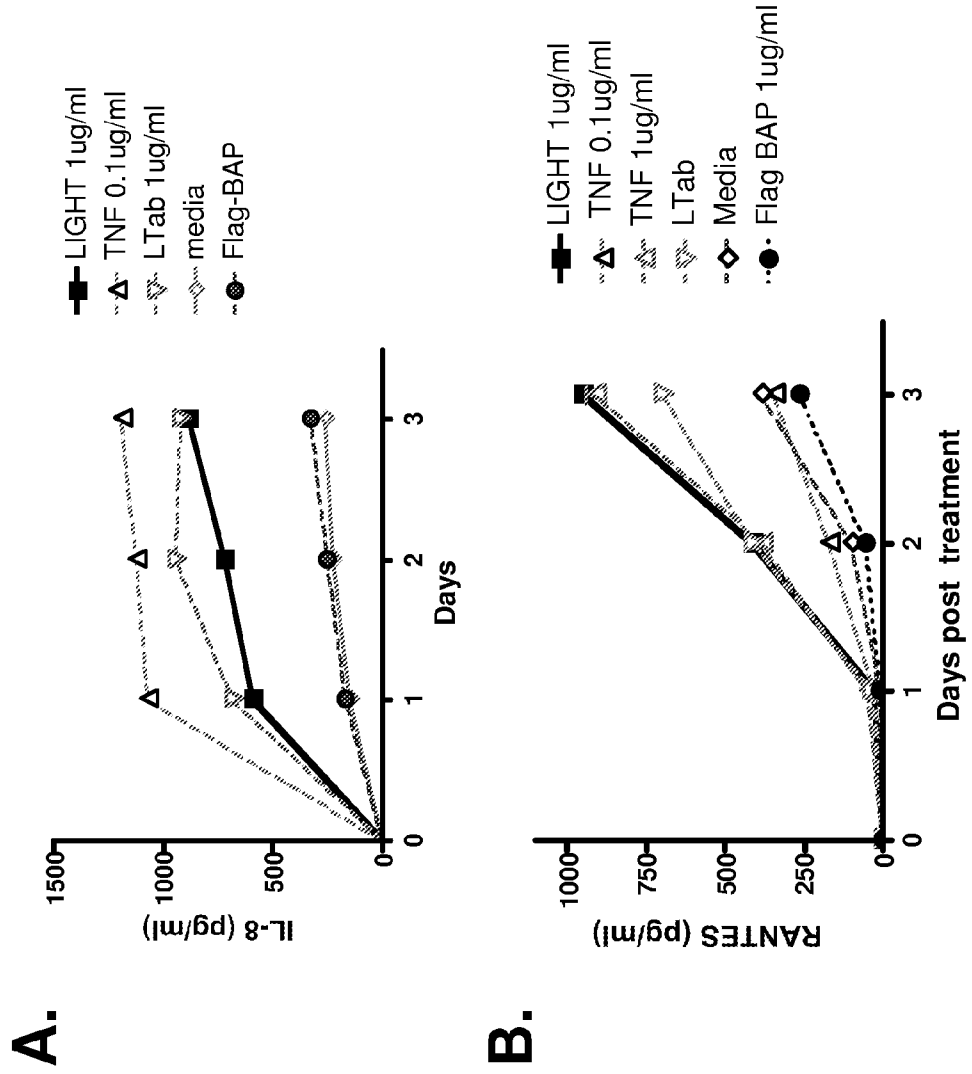 A.
IL-8 (pg/ml)
1500
1000
500
0
0 1 2 3
Days
LIGHT 1ug/ml
TNF 0.1ug/ml
LTab 1ug/ml
media
Flag-BAP
B.
RANTES (pg/ml)
1000
750
500
250
0
0 1 2 3
Days post treatment
LIGHT 1ug/ml
TNF 0.1ug/ml
TNF 1ug/ml
LTab
Media
Flag BAP 1ug/ml